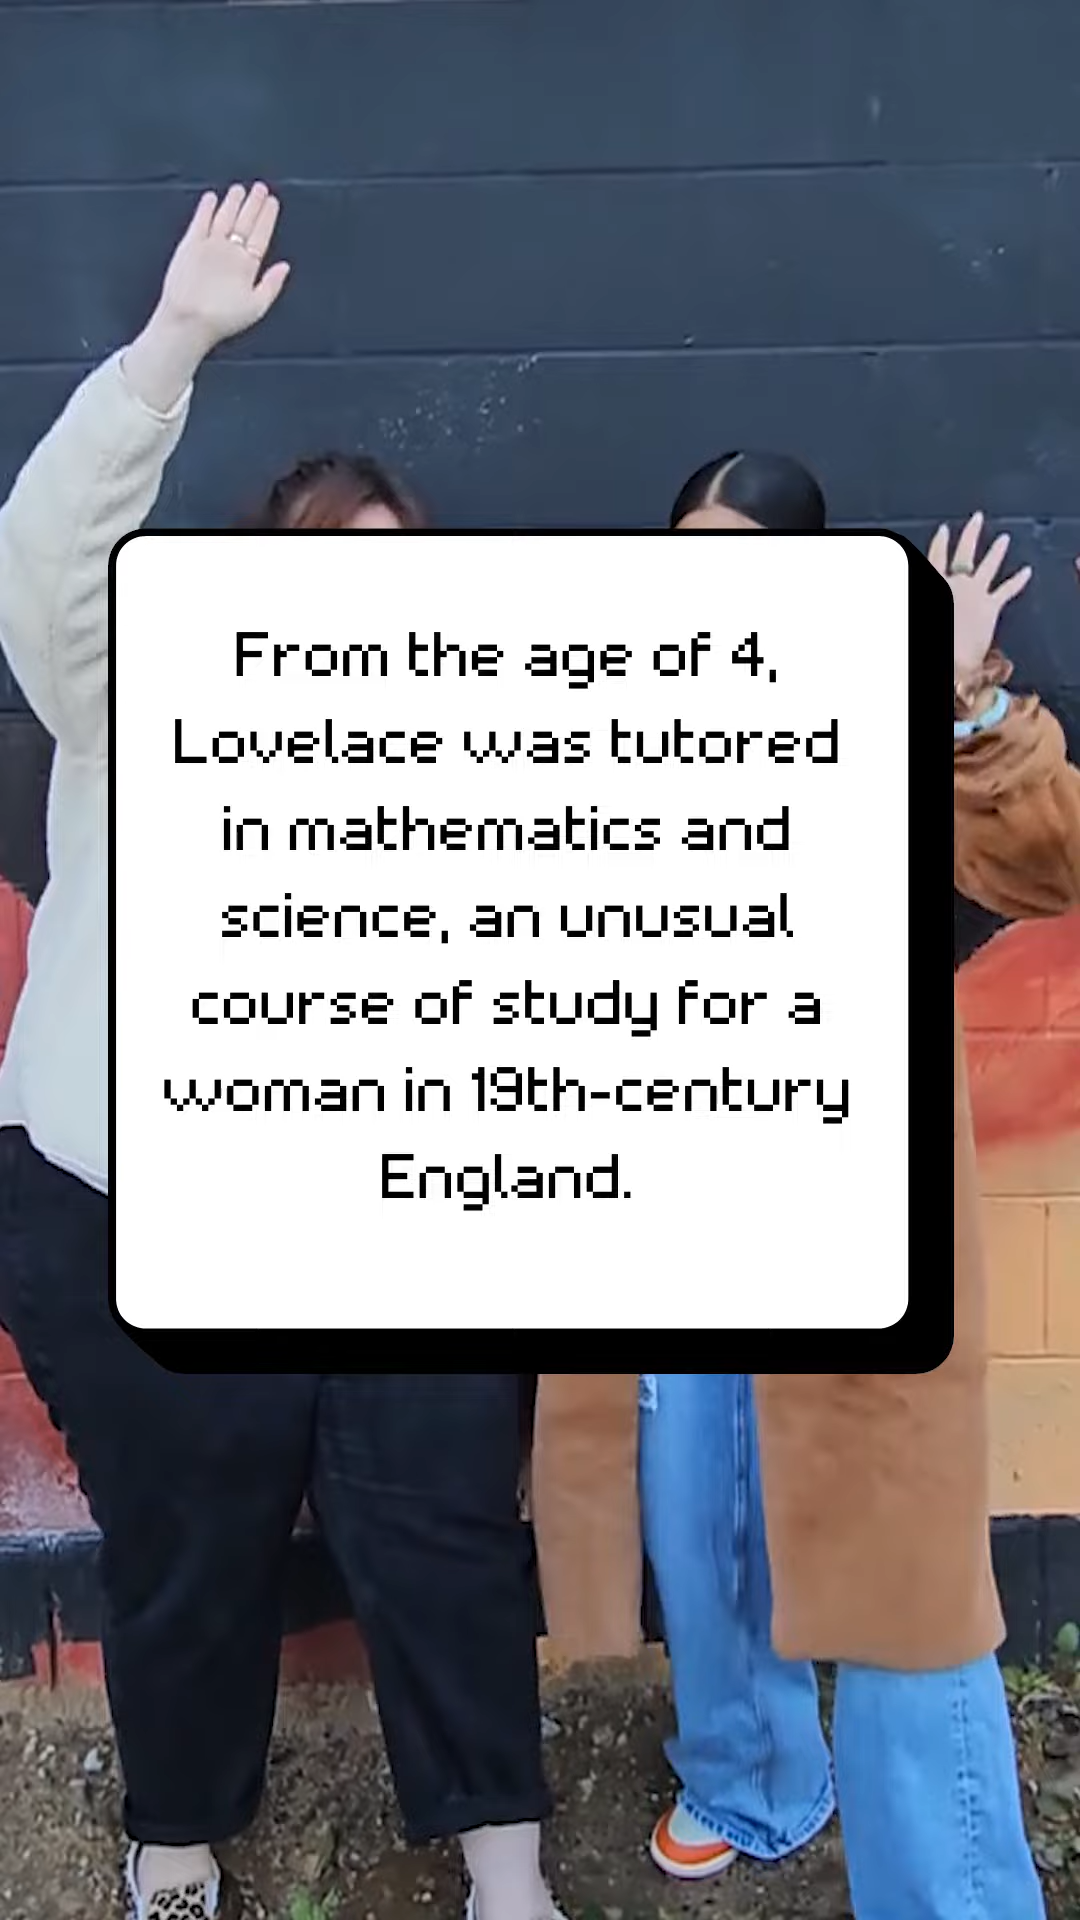 From the age of 4,
Lovelace was tutored
in mathematics and
science, an unusual
course of study for a
woman in 19th-century
England.